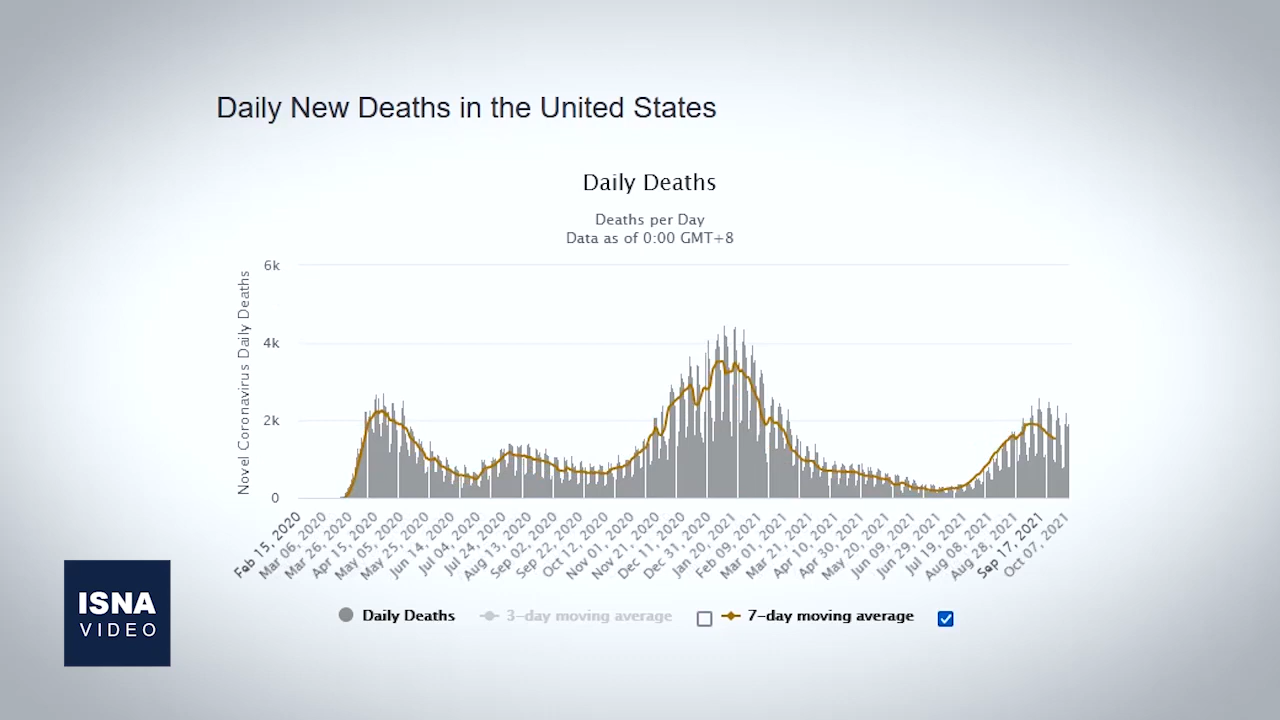 Daily New Deaths in the United States
Daily Deaths
Deaths per Day
Data as of 0:00 GMT+8
Novel Coronavirus Daily Deaths
6k
4k
2k
0
Feb 15, 2020
Mar 06, 2020
Mar 26, 2020
Apr 15, 2020
May 05, 2020
May 25, 2020
Jun 14, 2020
Jul 04, 2020
Jul 24, 2020
Aug 13, 2020
Sep 02, 2020
Sep 22, 2020
Oct 12, 2020
Nov 01, 2020
Nov 21, 2020
Dec 11, 2020
Dec 31, 2020
Jan 20, 2021
Feb 09, 2021
Mar 01, 2021
Mar 21, 2021
Apr 10, 2021
Apr 30, 2021
May 20, 2021
Jun 09, 2021
Jun 29, 2021
Jul 19, 2021
Aug 08, 2021
Aug 28, 2021
Sep 17, 2021
Oct 07, 2021
Daily Deaths
3-day moving average
7-day moving average
ISNA
VIDEO